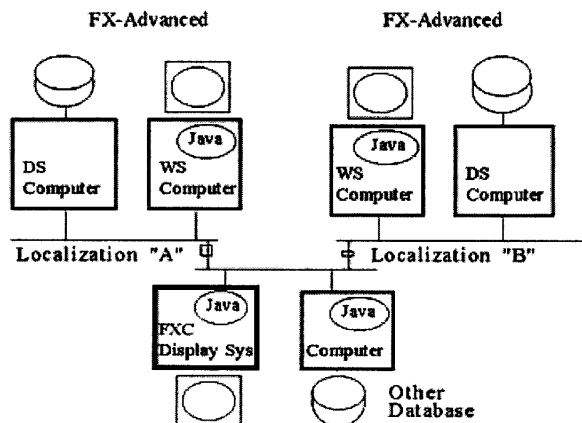 FX-Advanced
FX-Advanced
DS
Computer
Java
WS
Computer
Java
WS
Computer
DS
Computer
Localization "A"
Localization "B"
Java
FXC
Display Sys
Java
Computer
Other
Database